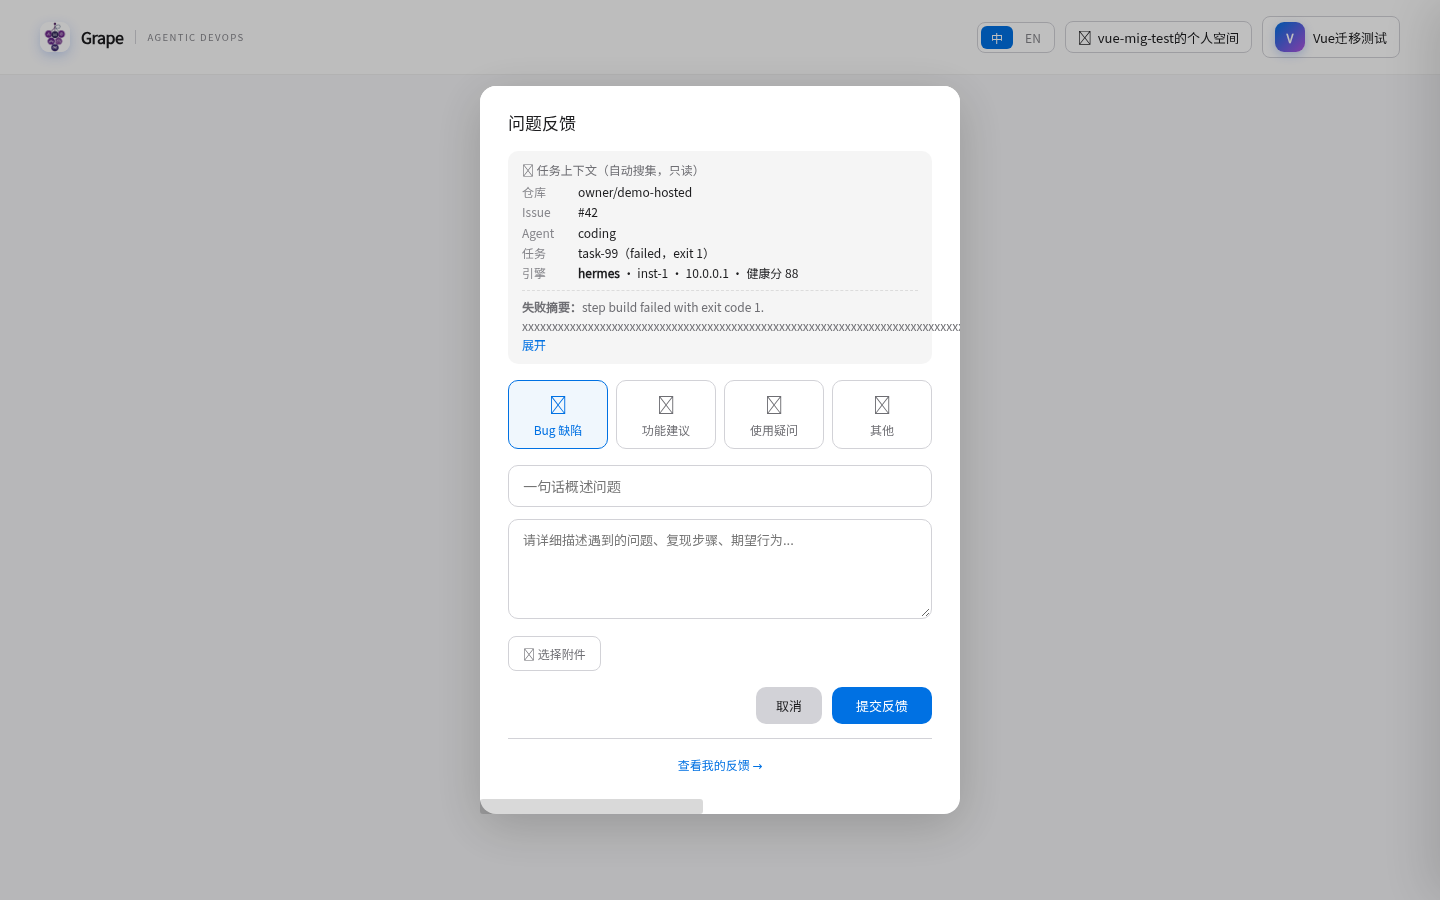 Grape
AGENTIC DEVOPS
中
EN
vue-mig-test的个人空间
V
Vue迁移测试
问题反馈
任务上下文（自动搜集，只读）
仓库 owner/demo-hosted
Issue #42
Agent coding
任务 task-99（failed，exit 1）
引擎 hermes · inst-1 · 10.0.0.1 · 健康分 88
失败摘要：step build failed with exit code 1.
展开
Bug 缺陷
功能建议
使用疑问
其他
一句话概述问题
请详细描述遇到的问题、复现步骤、期望行为...
选择附件
取消
提交反馈
查看我的反馈 →